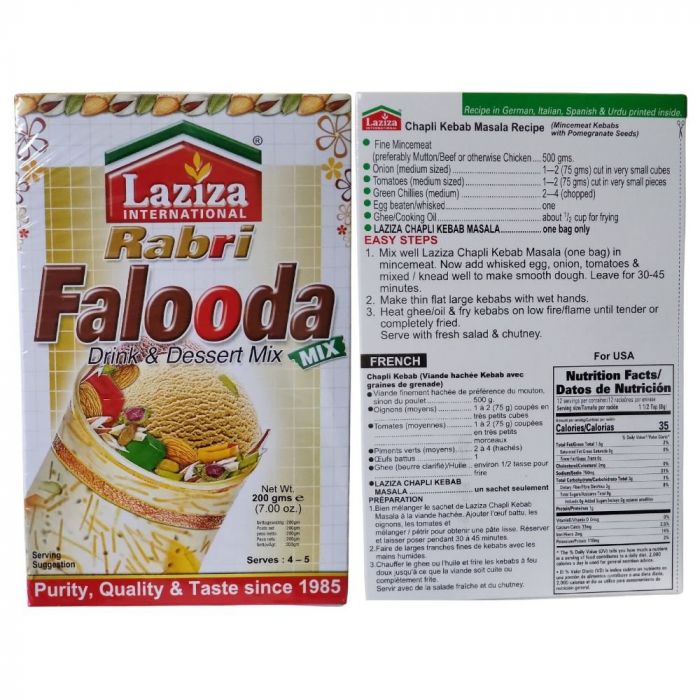 Laziza
INTERNATIONAL
®
Rabri
Falooda
Drink & Dessert Mix
MIX
Net Wt.
200 gms e
(7.00 oz.)
Serving
Suggestion
Serves : 4 – 5
Purity, Quality & Taste since 1985
Recipe in German, Italian, Spanish & Urdu printed inside.
Laziza
INTERNATIONAL
Chapli Kebab Masala Recipe (Mincemeat Kebabs
with Pomegranate Seeds)
● Fine Mincemeat
(preferably Mutton/Beef or otherwise Chicken.... 500 gms.
● Onion (medium sized) ................ 1—2 (75 gms) cut in very small cubes
● Tomatoes (medium sized) ................ 1—2 (75 gms) cut in very small pieces
● Green Chillies (medium) ................ 2—4 (chopped)
● Egg beaten/whisked ................ one
● Ghee/Cooking Oil ................ about ½ cup for frying
● LAZIZA CHAPLI KEBAB MASALA ................ one bag only
EASY STEPS
1. Mix well Laziza Chapli Kebab Masala (one bag) in
mincemeat. Now add whisked egg, onion, tomatoes &
mixed / knead well to make smooth dough. Leave for 30-45
minutes.
2. Make thin flat large kebabs with wet hands.
3. Heat ghee/oil & fry kebabs on low fire/flame until tender or
completely fried.
Serve with fresh salad & chutney.
FRENCH
Chapli Kebab (Viande hachée Kebab avec
graines de grenade)
● Viande finement hachée de préférence du mouton,
sinon du poulet ................ 500 g.
● Oignons (moyens) ................ 1 à 2 (75 g) coupés en
très petits cubes
● Tomates (moyennes) ................ 1 à 2 (75 g) coupées
en très petits
morceaux
● Piments verts (moyens) ................ 2 à 4 (hachés)
● Œufs battus ................ 1
● Ghee (beurre clarifié)/Huile .. environ 1/2 tasse pour
frire
● LAZIZA CHAPLI KEBAB
MASALA ................ un sachet seulement
PRÉPARATION
1. Bien mélanger le sachet de Laziza Chapli Kebab
Masala à la viande hachée. Ajouter l'œuf battu, les
oignons, les tomates et
mélanger / pétrir pour obtenir une pâte lisse. Réserver
et laisser poser pendant 30 à 45 minutes.
2. Faire de larges tranches fines de kebabs avec les
mains humides.
3. Chauffer le ghee ou l'huile et frire les kebabs à feu
doux jusqu'à ce que la viande soit cuite ou
complétement frite.
Servir avec de la salade fraîche et du chutney.
For USA
Nutrition Facts/
Datos de Nutrición
Calories/Calorías 35